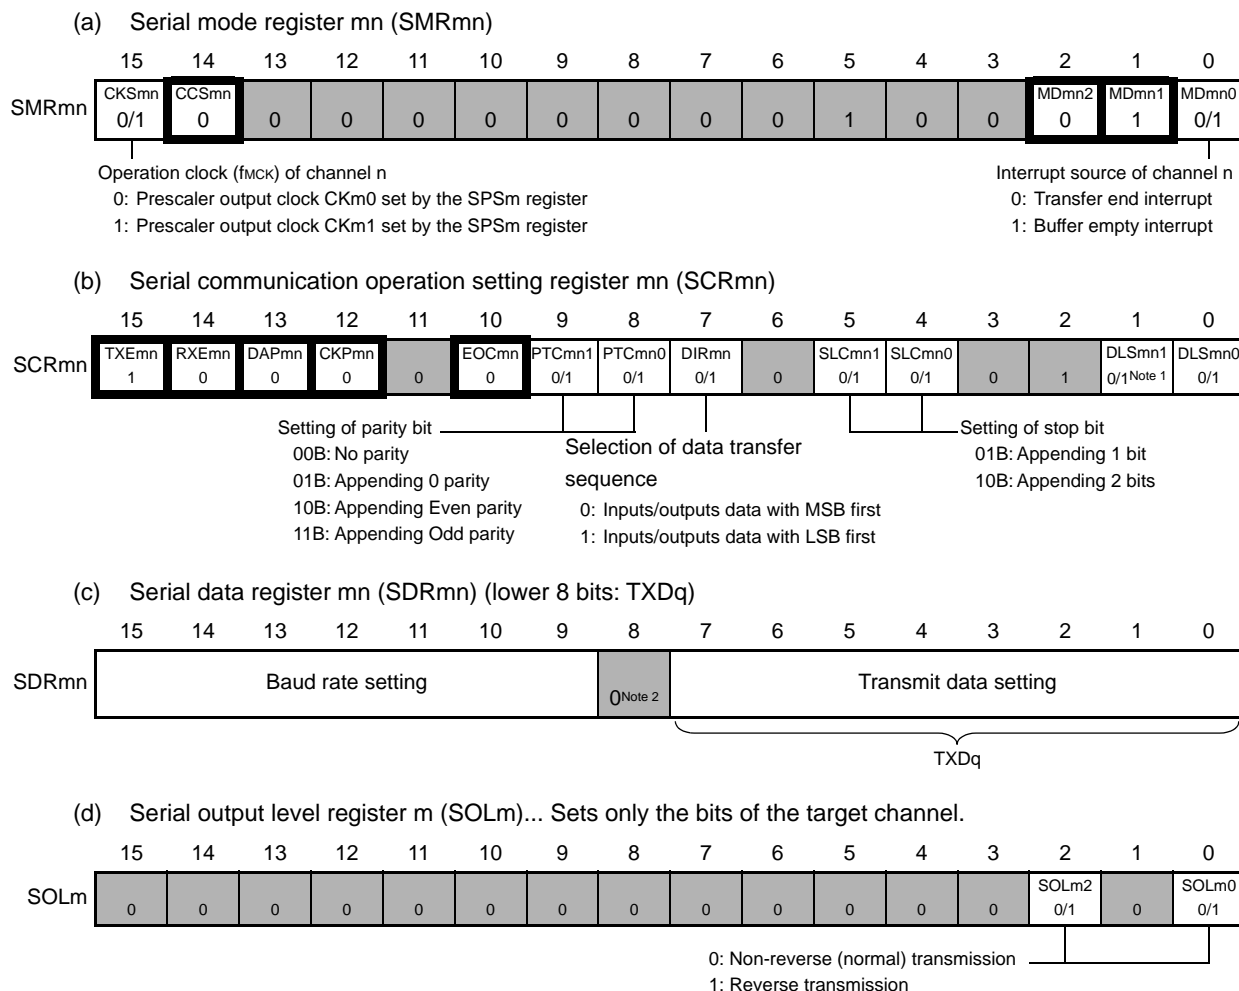 (a) Serial mode register mn (SMRmn)
15 14 13 12 11 10 9 8 7 6 5 4 3 2 1 0
SMRmn
CKSmn CCSmn MDmn2 MDmn1 MDmn0
0/1 0 0 0 0 0 0 0 0 0 1 0 0 0 1 0/1
Operation clock (fMCK) of channel n
0: Prescaler output clock CKm0 set by the SPSm register
1: Prescaler output clock CKm1 set by the SPSm register
Interrupt source of channel n
0: Transfer end interrupt
1: Buffer empty interrupt
(b) Serial communication operation setting register mn (SCRmn)
15 14 13 12 11 10 9 8 7 6 5 4 3 2 1 0
SCRmn
TXEmn RXEmn DAPmn CKPmn EOCmn PTCmn1 PTCmn0 DIRmn SLCmn1 SLCmn0 DLSmn1 DLSmn0
1 0 0 0 0 0 0/1 0/1 0/1 0 0/1 0/1 0 1 0/1Note 1 0/1
Setting of parity bit
00B: No parity
01B: Appending 0 parity
10B: Appending Even parity
11B: Appending Odd parity
Selection of data transfer
sequence
0: Inputs/outputs data with MSB first
1: Inputs/outputs data with LSB first
Setting of stop bit
01B: Appending 1 bit
10B: Appending 2 bits
(c) Serial data register mn (SDRmn) (lower 8 bits: TXDq)
15 14 13 12 11 10 9 8 7 6 5 4 3 2 1 0
SDRmn
Baud rate setting 0Note 2 Transmit data setting
TXDq
(d) Serial output level register m (SOLm)... Sets only the bits of the target channel.
15 14 13 12 11 10 9 8 7 6 5 4 3 2 1 0
SOLm
SOLm2 SOLm0
0 0 0 0 0 0 0 0 0 0 0 0 0 0/1 0 0/1
0: Non-reverse (normal) transmission
1: Reverse transmission